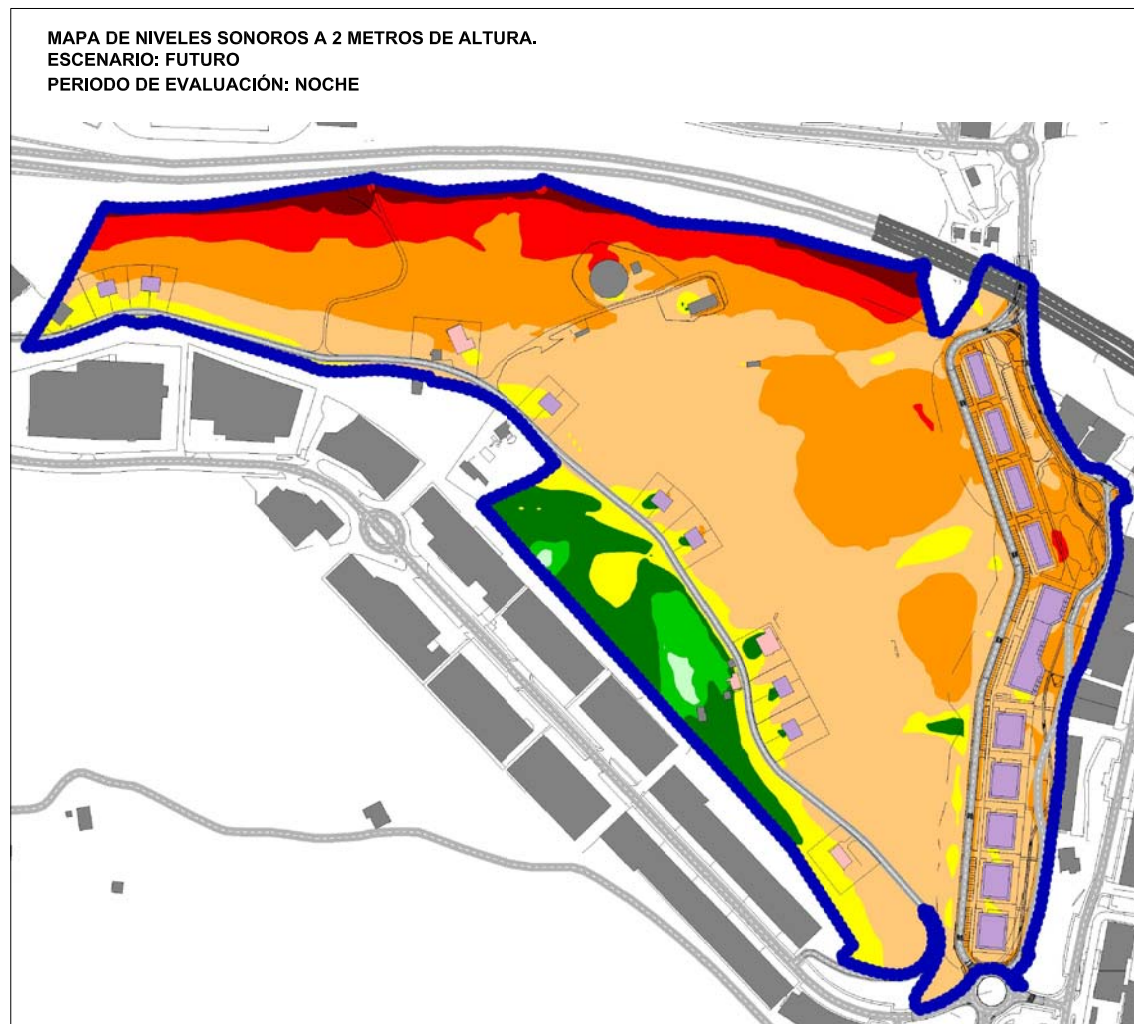 MAPA DE NIVELES SONOROS A 2 METROS DE ALTURA.
ESCENARIO: FUTURO
PERIODO DE EVALUACIÓN: NOCHE